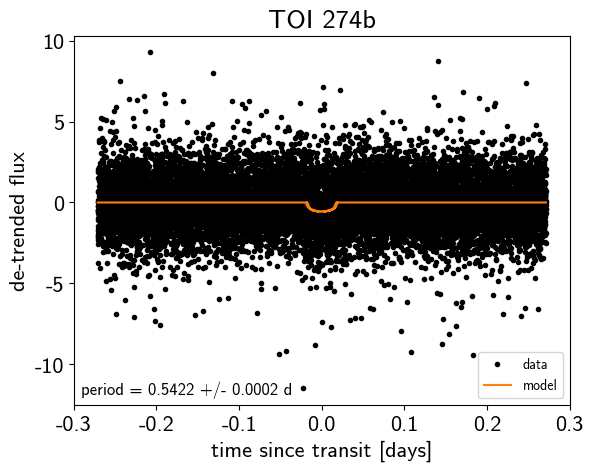 TOI 274b
10
5
0
-5
-10
de-trended flux
period = 0.5422 +/- 0.0002 d
data
model
-0.3 -0.2 -0.1 0.0 0.1 0.2 0.3
time since transit [days]